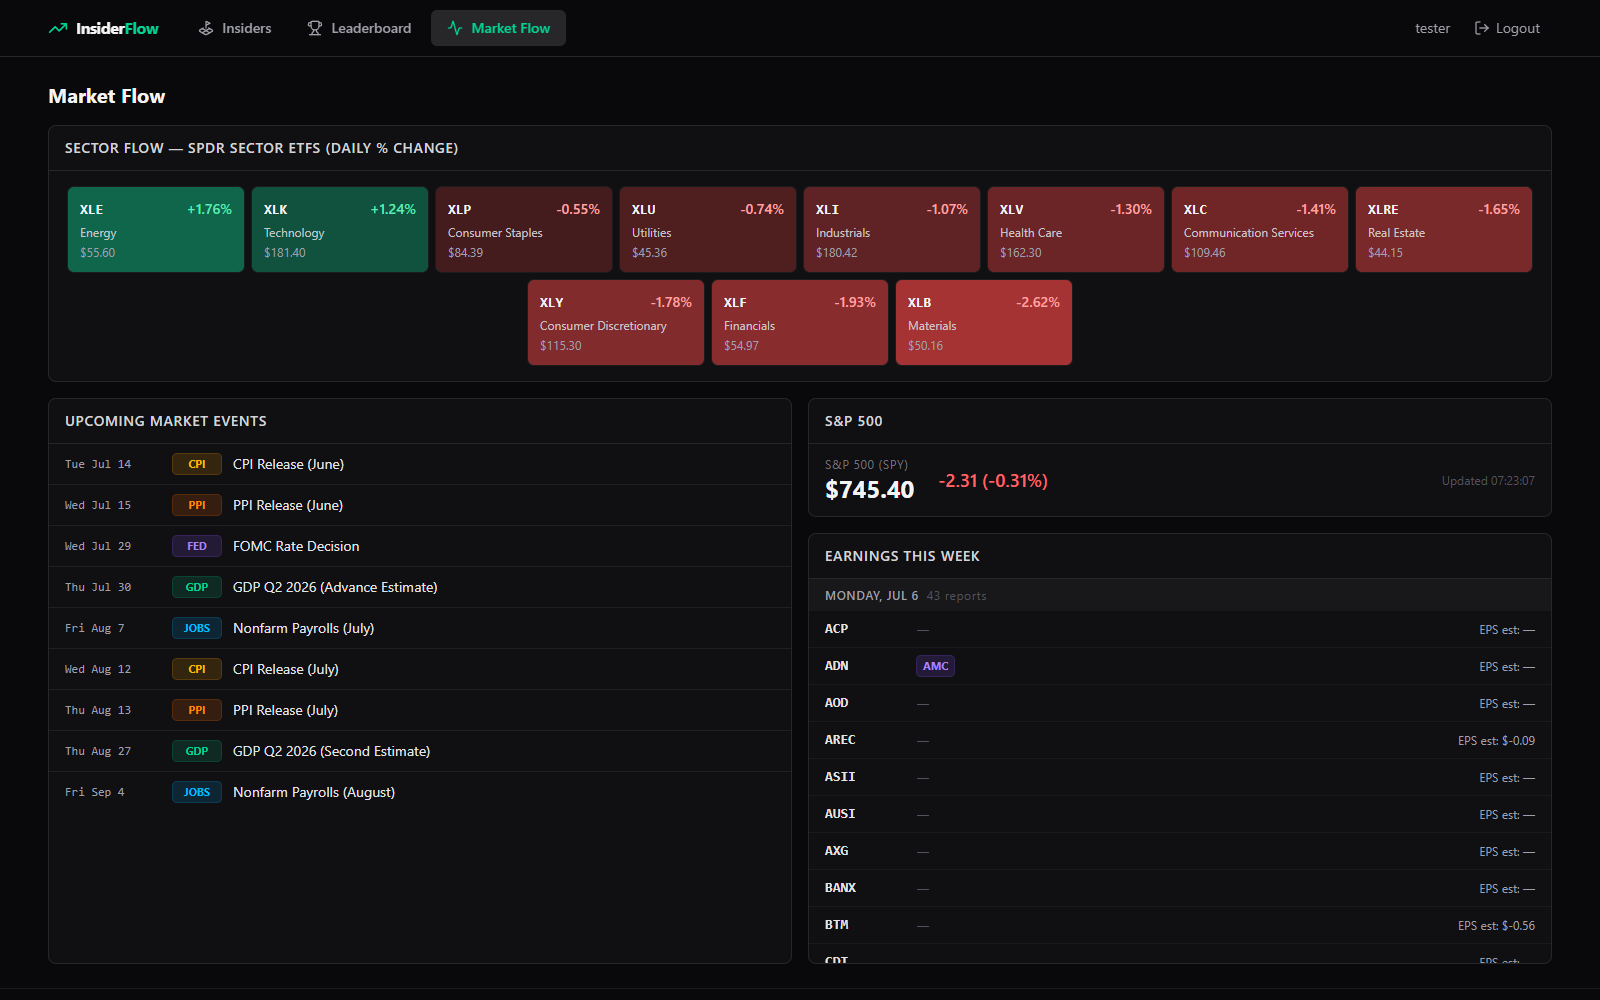 InsiderFlow Insiders Leaderboard Market Flow tester Logout
Market Flow
SECTOR FLOW — SPDR SECTOR ETFS (DAILY % CHANGE)
XLE +1.76%
Energy
$55.60
XLK +1.24%
Technology
$181.40
XLP -0.55%
Consumer Staples
$84.39
XLU -0.74%
Utilities
$45.36
XLI -1.07%
Industrials
$180.42
XLV -1.30%
Health Care
$162.30
XLC -1.41%
Communication Services
$109.46
XLRE -1.65%
Real Estate
$44.15
XLY -1.78%
Consumer Discretionary
$115.30
XLF -1.93%
Financials
$54.97
XLB -2.62%
Materials
$50.16
UPCOMING MARKET EVENTS
Tue Jul 14 CPI CPI Release (June)
Wed Jul 15 PPI PPI Release (June)
Wed Jul 29 FED FOMC Rate Decision
Thu Jul 30 GDP GDP Q2 2026 (Advance Estimate)
Fri Aug 7 JOBS Nonfarm Payrolls (July)
Wed Aug 12 CPI CPI Release (July)
Thu Aug 13 PPI PPI Release (July)
Thu Aug 27 GDP GDP Q2 2026 (Second Estimate)
Fri Sep 4 JOBS Nonfarm Payrolls (August)
S&P 500
S&P 500 (SPY)
$745.40 -2.31 (-0.31%) Updated 07:23:07
EARNINGS THIS WEEK
MONDAY, JUL 6 43 reports
ACP — EPS est: —
ADN AMC EPS est: —
AOD — EPS est: —
AREC — EPS est: $-0.09
ASII — EPS est: —
AUSI — EPS est: —
AXG — EPS est: —
BANX — EPS est: —
BTM — EPS est: $-0.56